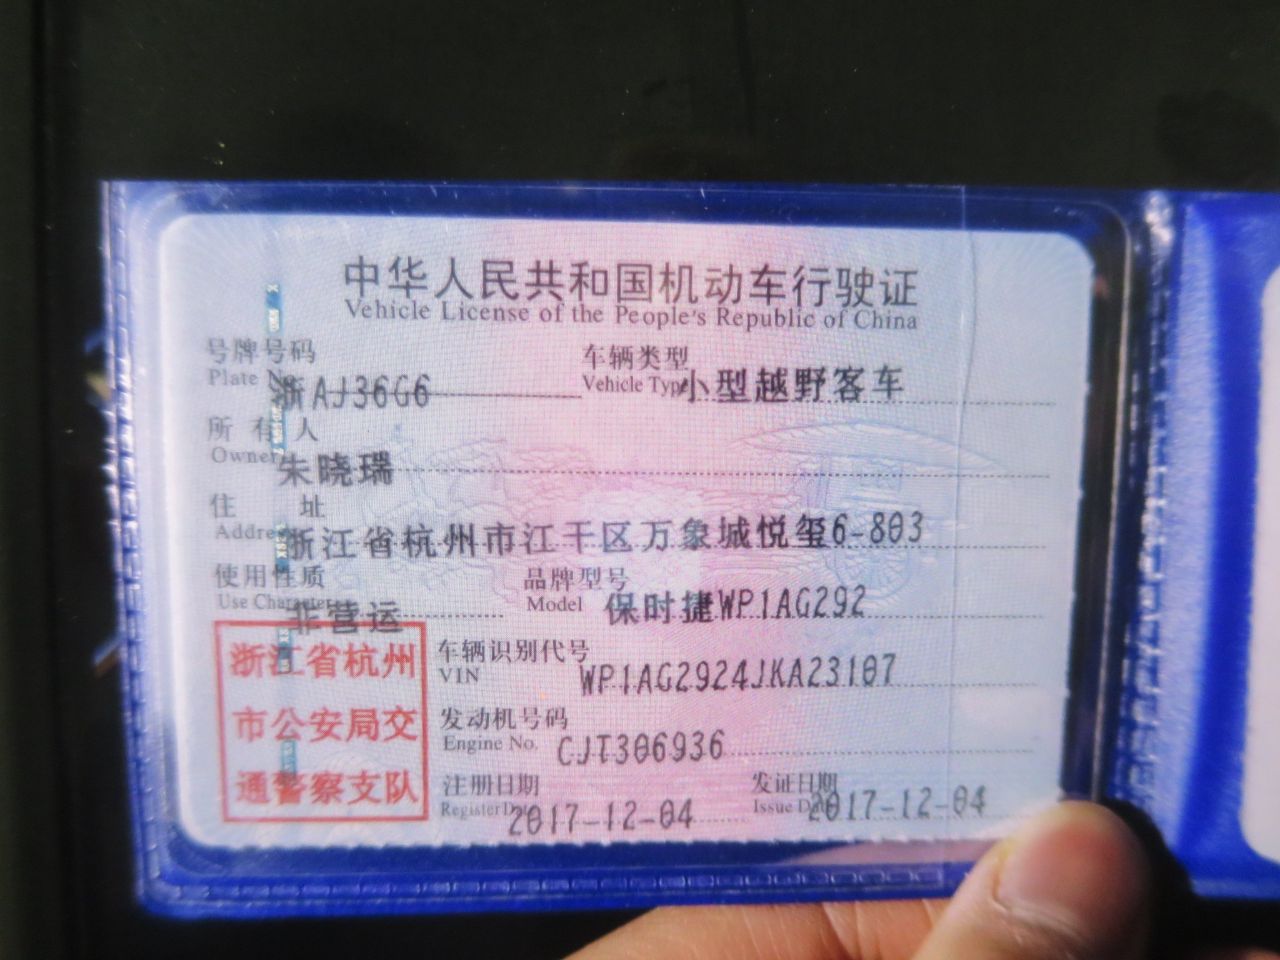 中华人民共和国机动车行驶证
Vehicle License of the People's Republic of China
号牌号码 车辆类型
Plate No. 浙AJ36G6 Vehicle Type 小型越野客车
所有人
Owner 朱晓瑞
住址
Address 浙江省杭州市江干区万象城悦玺6-803
使用性质 品牌型号
Use Character 非营运 Model 保时捷WP1AG292
车辆识别代号
VIN WP1AG2924JKA23107
发动机号码
Engine No. CJT306936
注册日期 发证日期
Register Date 2017-12-04 Issue Date 2017-12-04
浙江省杭州
市公安局交
通警察支队